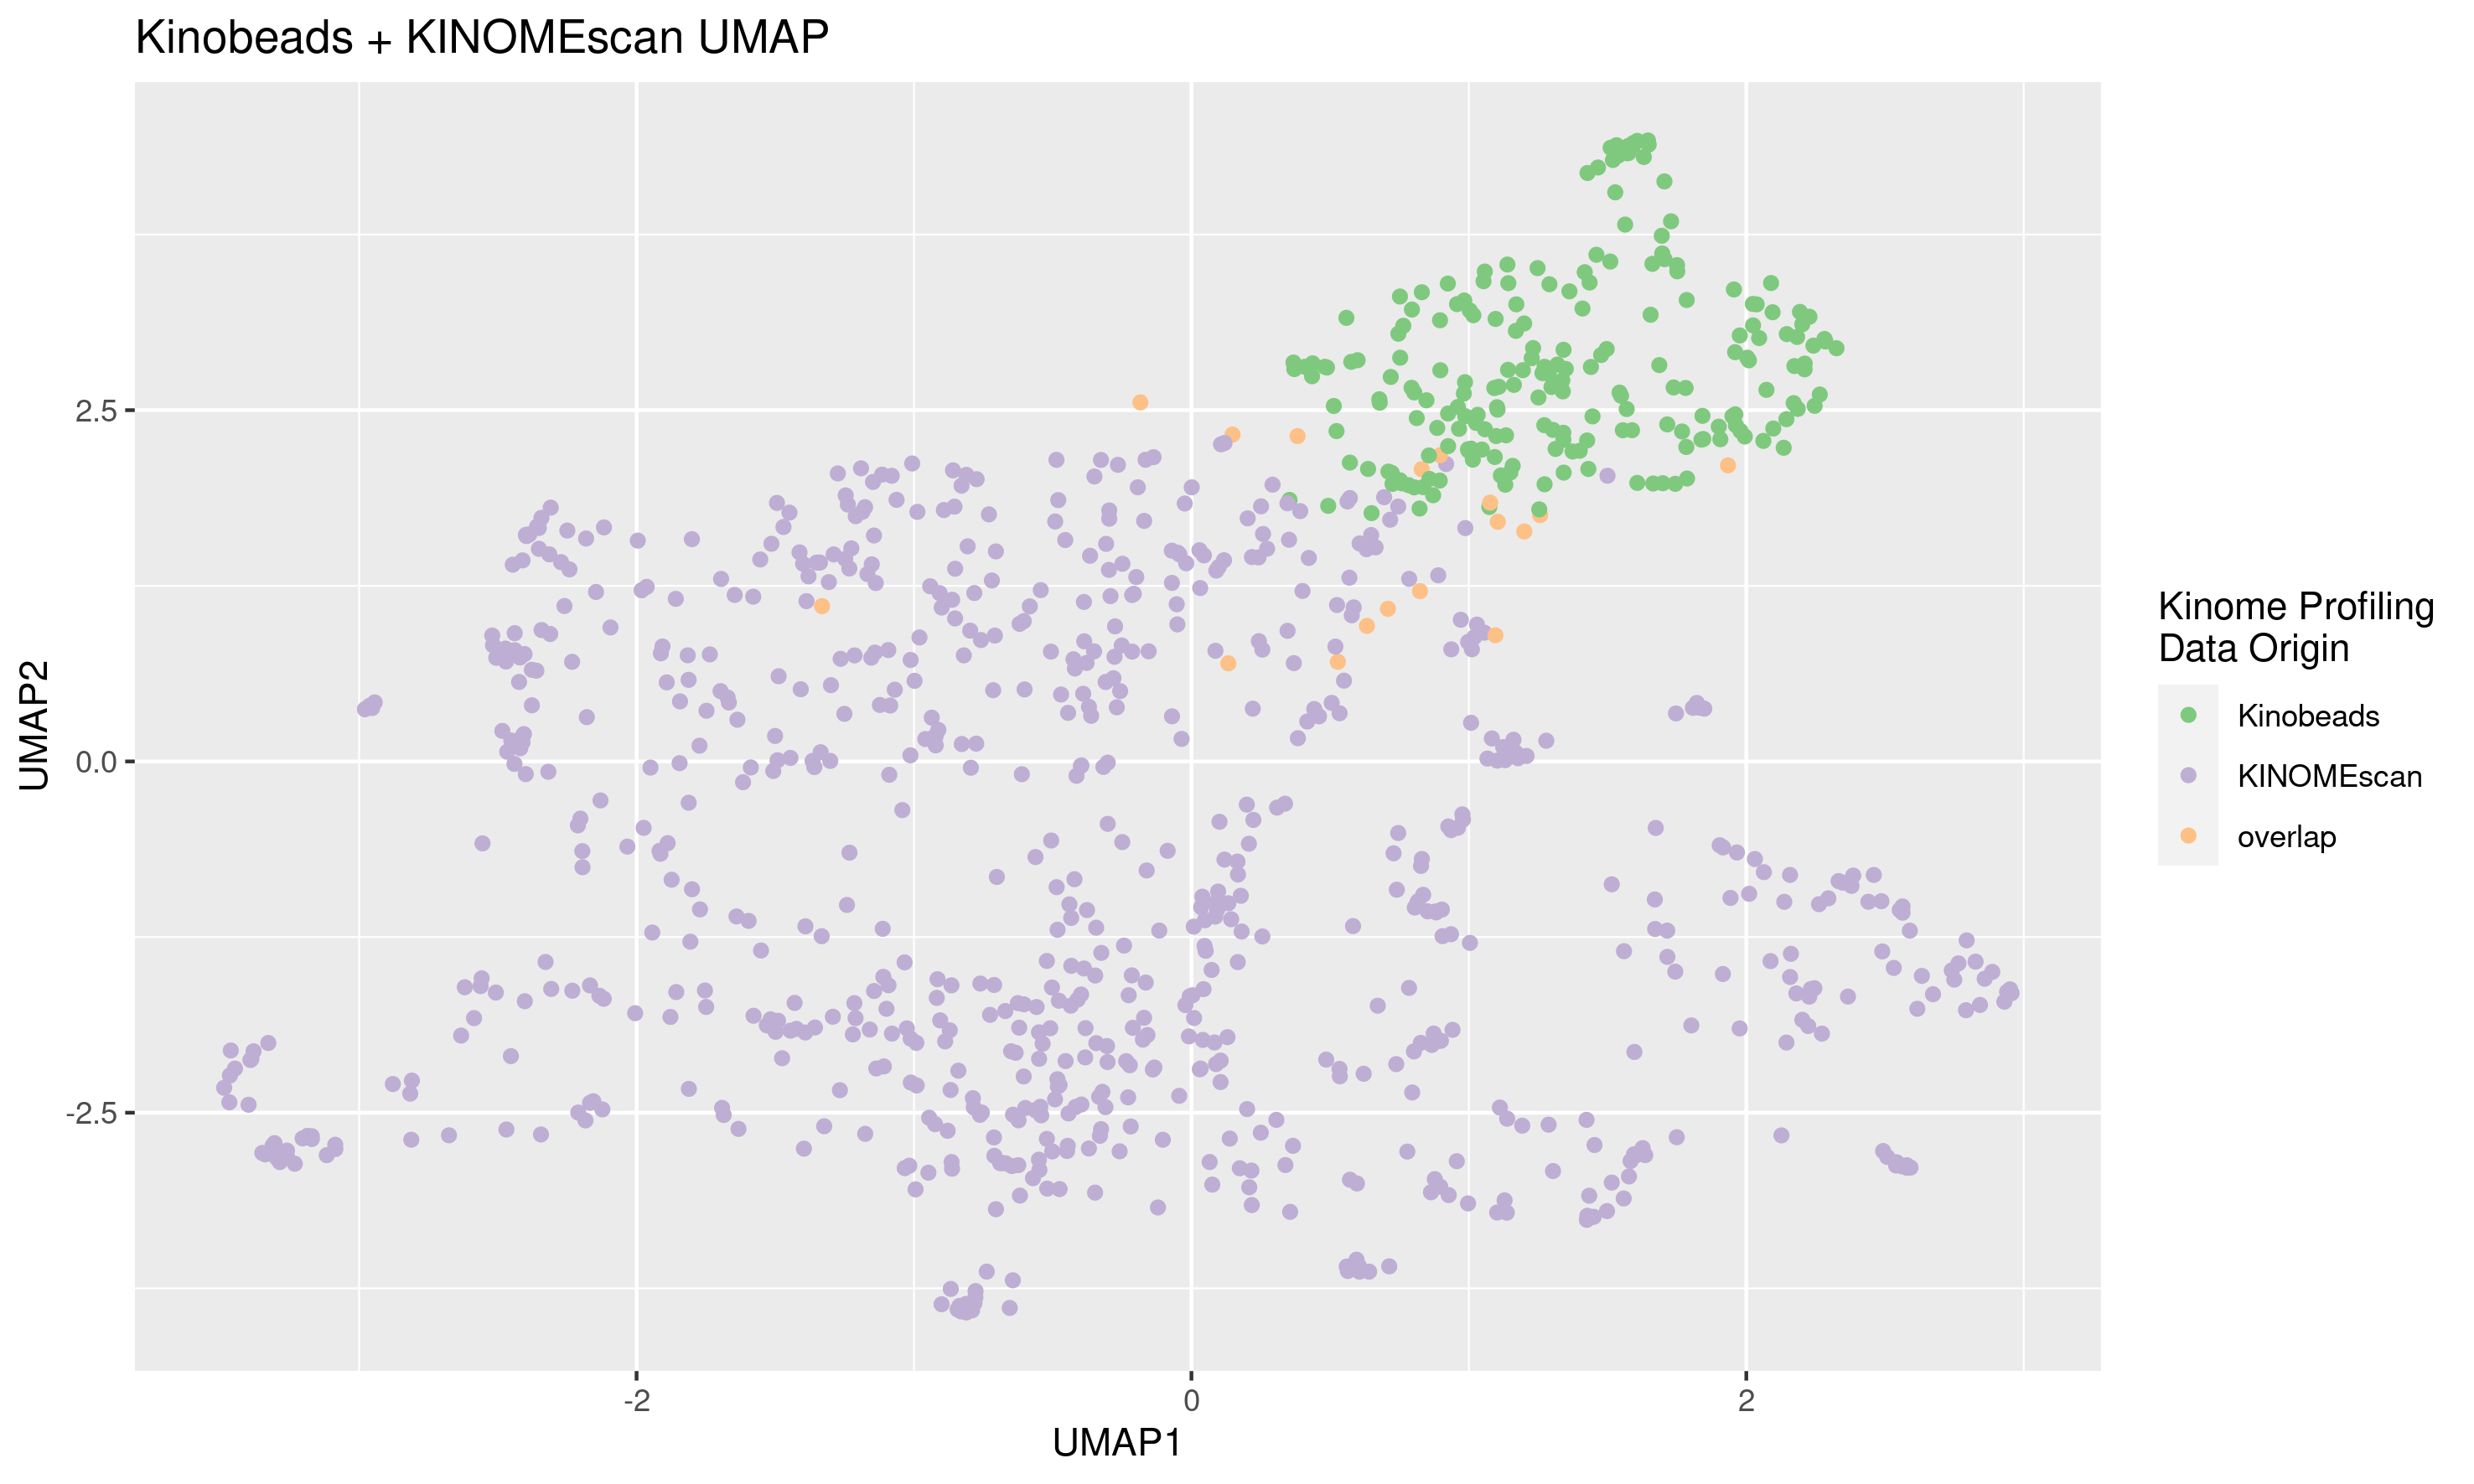 Kinobeads + KINOMEscan UMAP
UMAP2
2.5
0.0
-2.5
-2
0
2
UMAP1
Kinome Profiling
Data Origin
Kinobeads
KINOMEscan
overlap